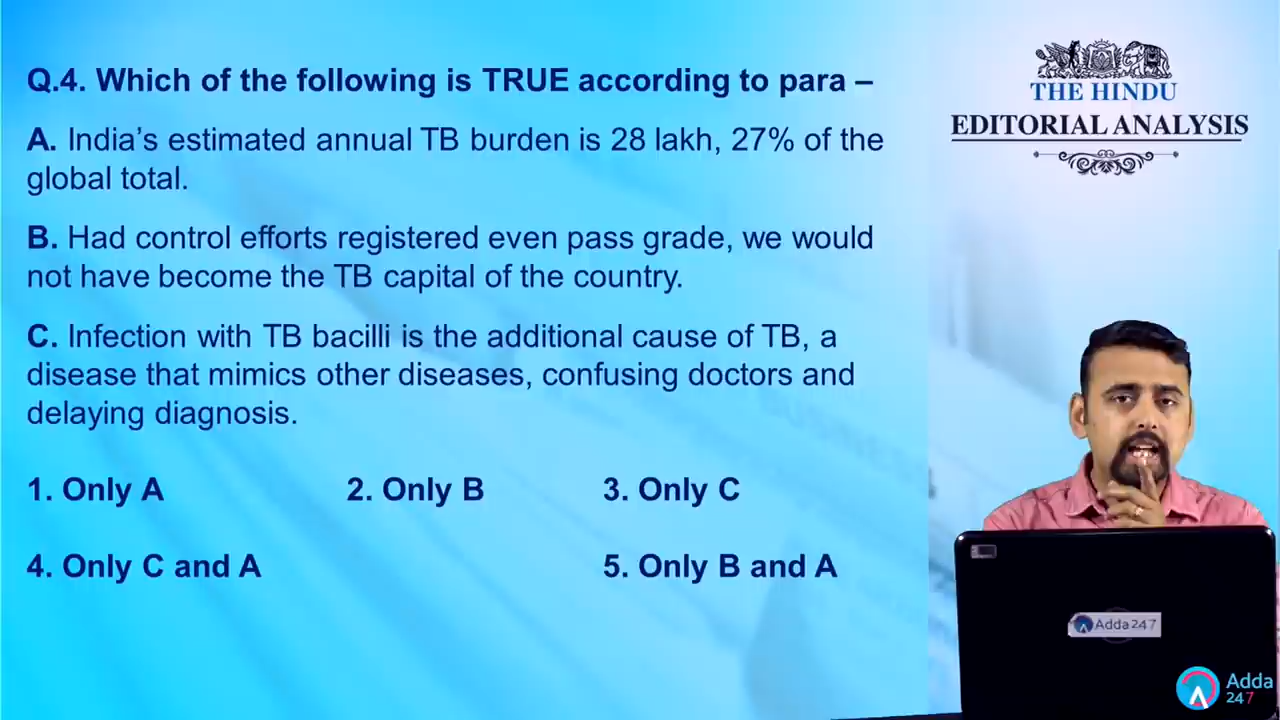 Q.4. Which of the following is TRUE according to para –
A. India's estimated annual TB burden is 28 lakh, 27% of the
global total.
B. Had control efforts registered even pass grade, we would
not have become the TB capital of the country.
C. Infection with TB bacilli is the additional cause of TB, a
disease that mimics other diseases, confusing doctors and
delaying diagnosis.
1. Only A 2. Only B 3. Only C
4. Only C and A 5. Only B and A
THE HINDU
EDITORIAL ANALYSIS
Adda247
Adda
247